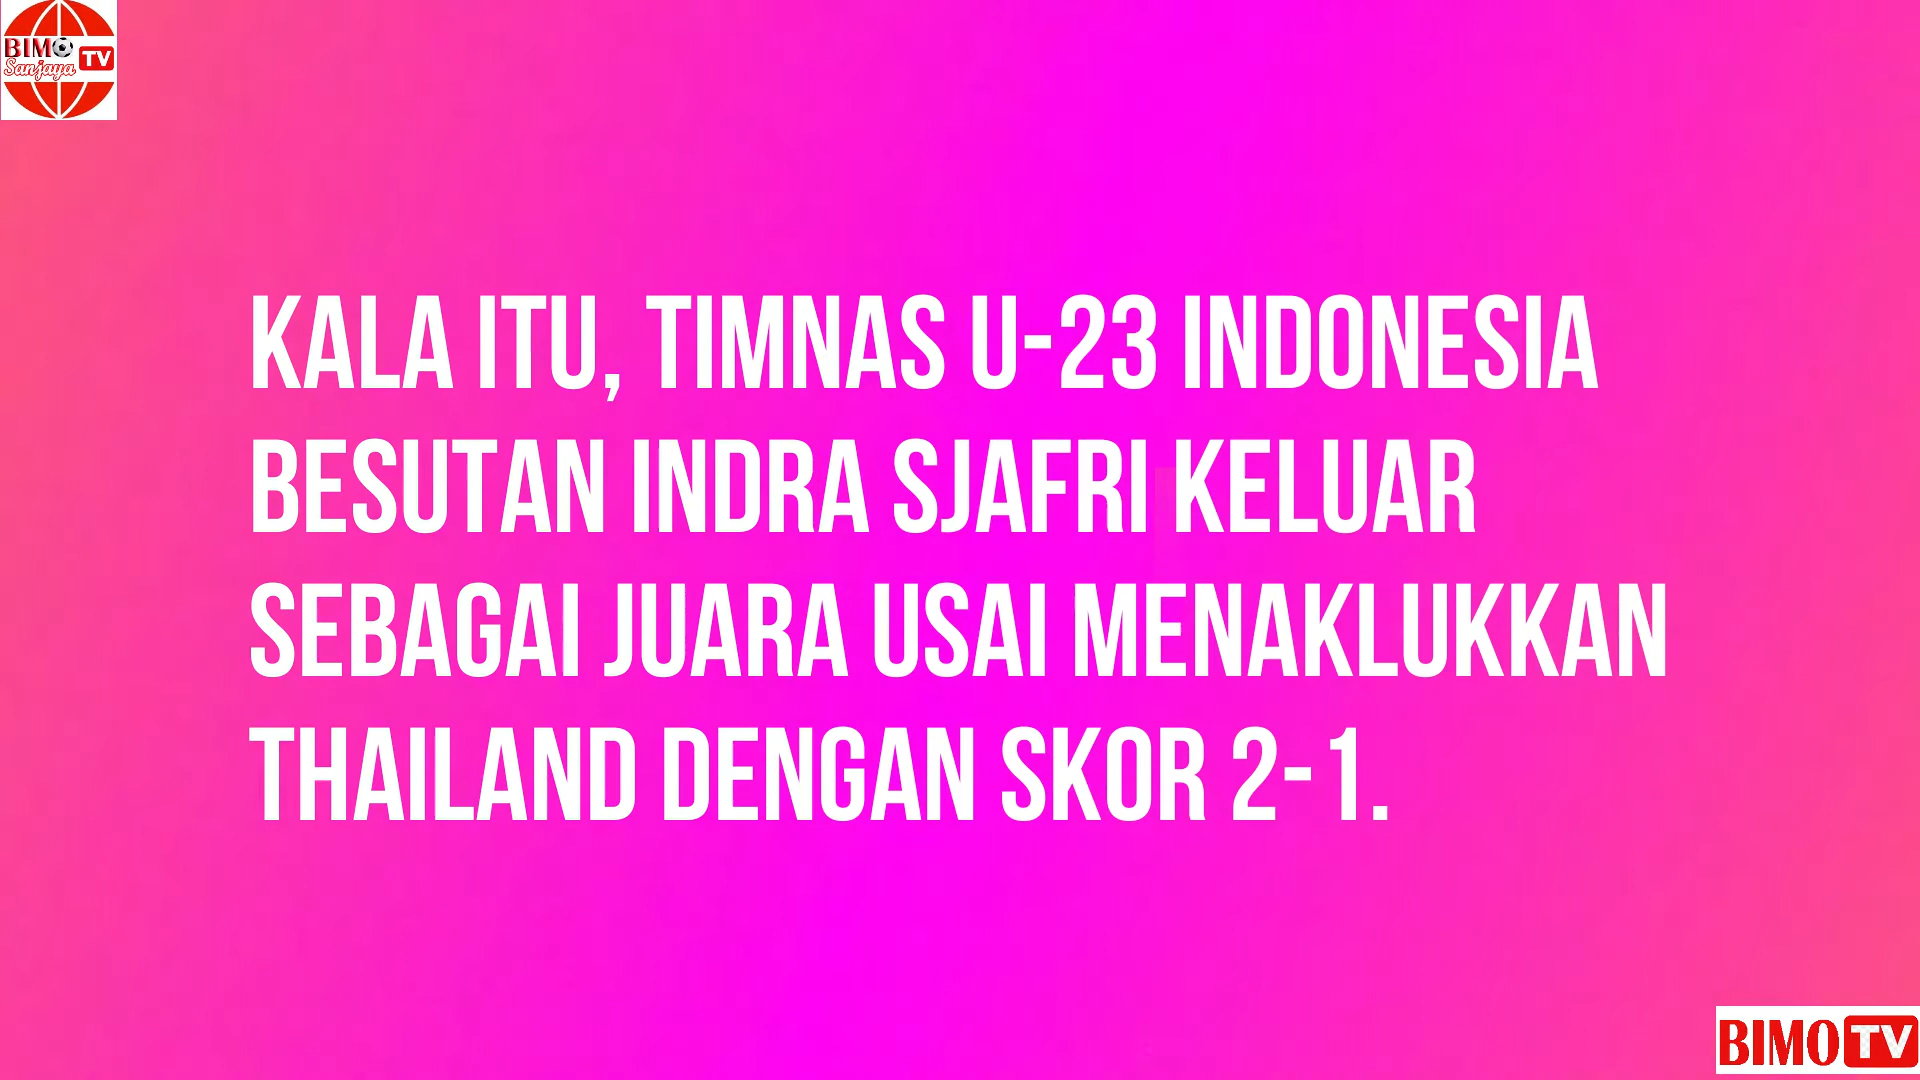 BIMO
Sanjaya TV
KALA ITU, TIMNAS U-23 INDONESIA
BESUTAN INDRA SJAFRI KELUAR
SEBAGAI JUARA USAI MENAKLUKKAN
THAILAND DENGAN SKOR 2-1.
BIMO TV